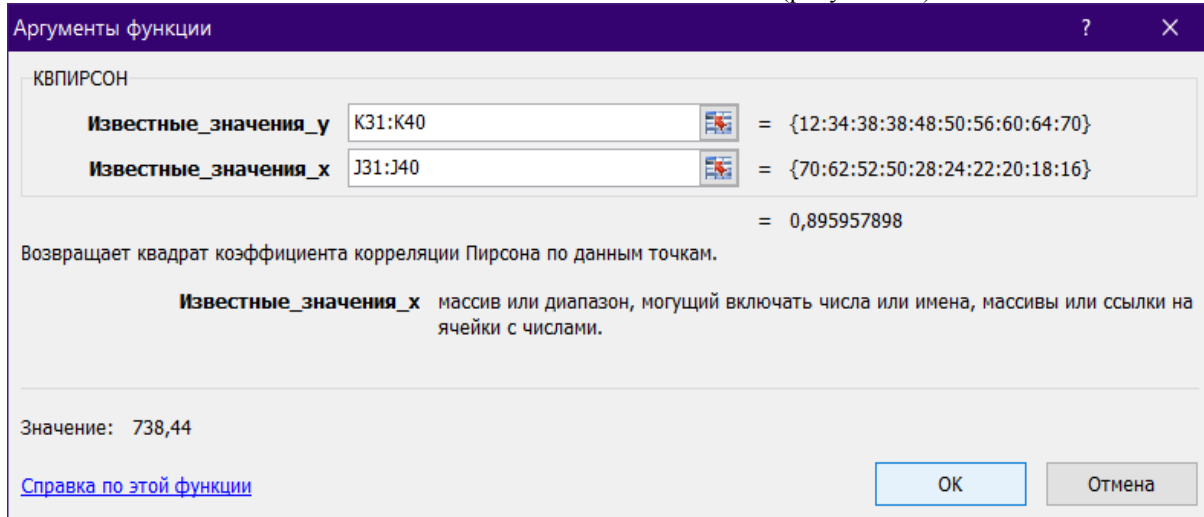 Аргументы функции ? ×
КВПИРСОН
Известные_значения_y K31:K40 = {12:34:38:38:48:50:56:60:64:70}
Известные_значения_x J31:J40 = {70:62:52:50:28:24:22:20:18:16}
= 0,895957898
Возвращает квадрат коэффициента корреляции Пирсона по данным точкам.
Известные_значения_x массив или диапазон, могущий включать числа или имена, массивы или ссылки на
ячейки с числами.
Значение: 738,44
Справка по этой функции
ОК Отмена